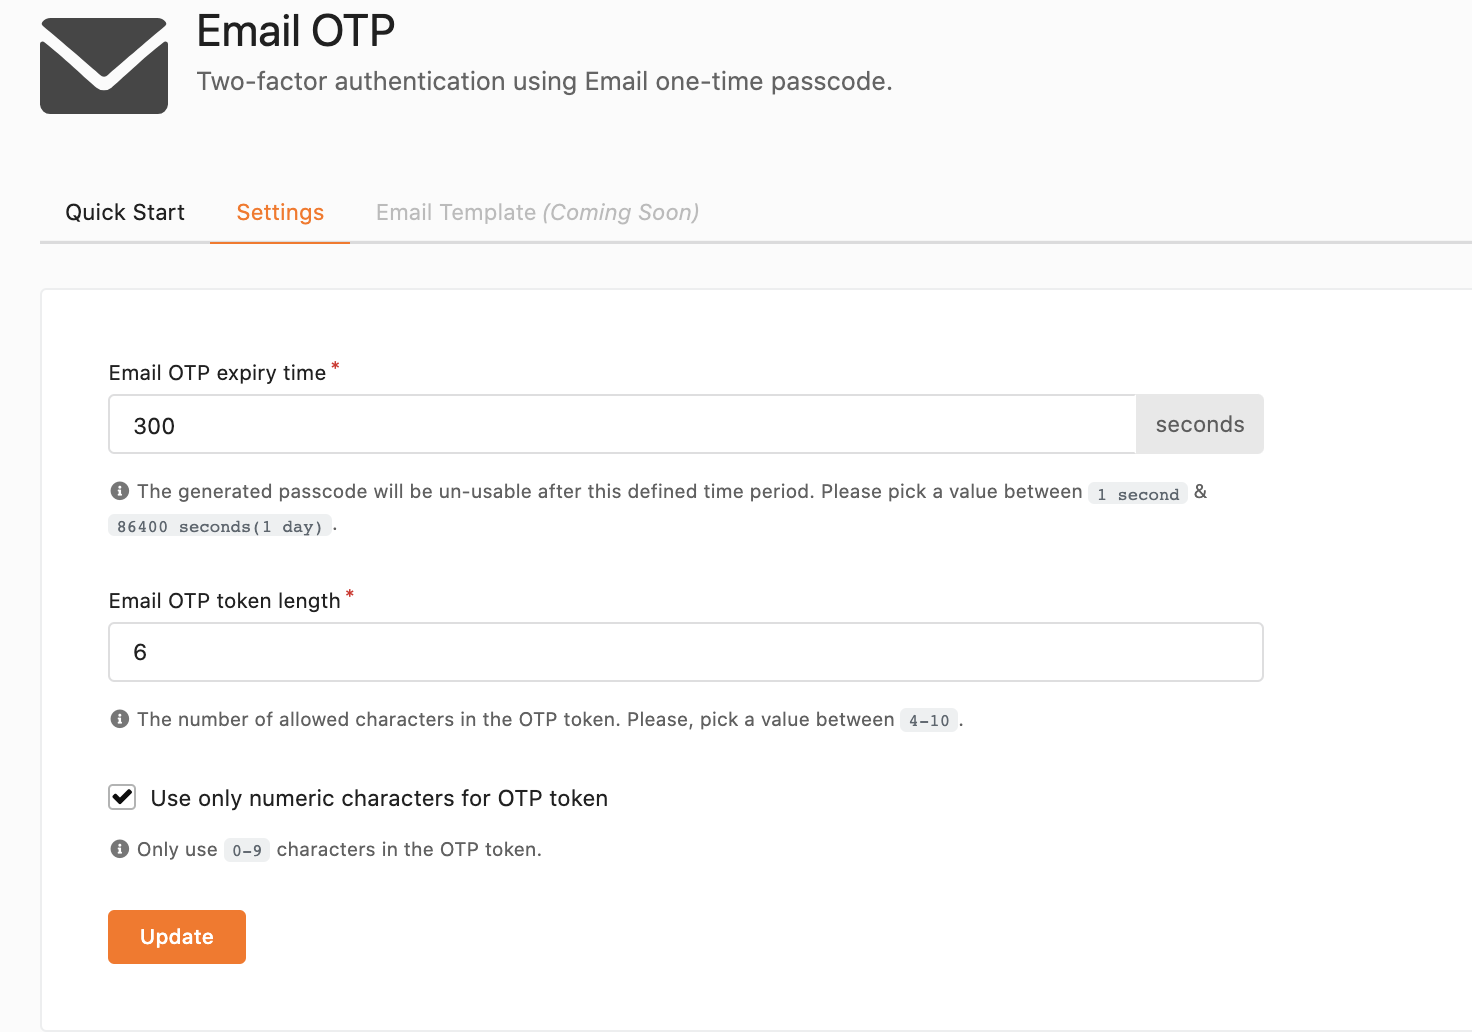 Email OTP
Two-factor authentication using Email one-time passcode.
Quick Start Settings Email Template (Coming Soon)
Email OTP expiry time*
300 seconds
The generated passcode will be un-usable after this defined time period. Please pick a value between 1 second &
86400 seconds(1 day).
Email OTP token length*
6
The number of allowed characters in the OTP token. Please, pick a value between 4-10.
Use only numeric characters for OTP token
Only use 0-9 characters in the OTP token.
Update